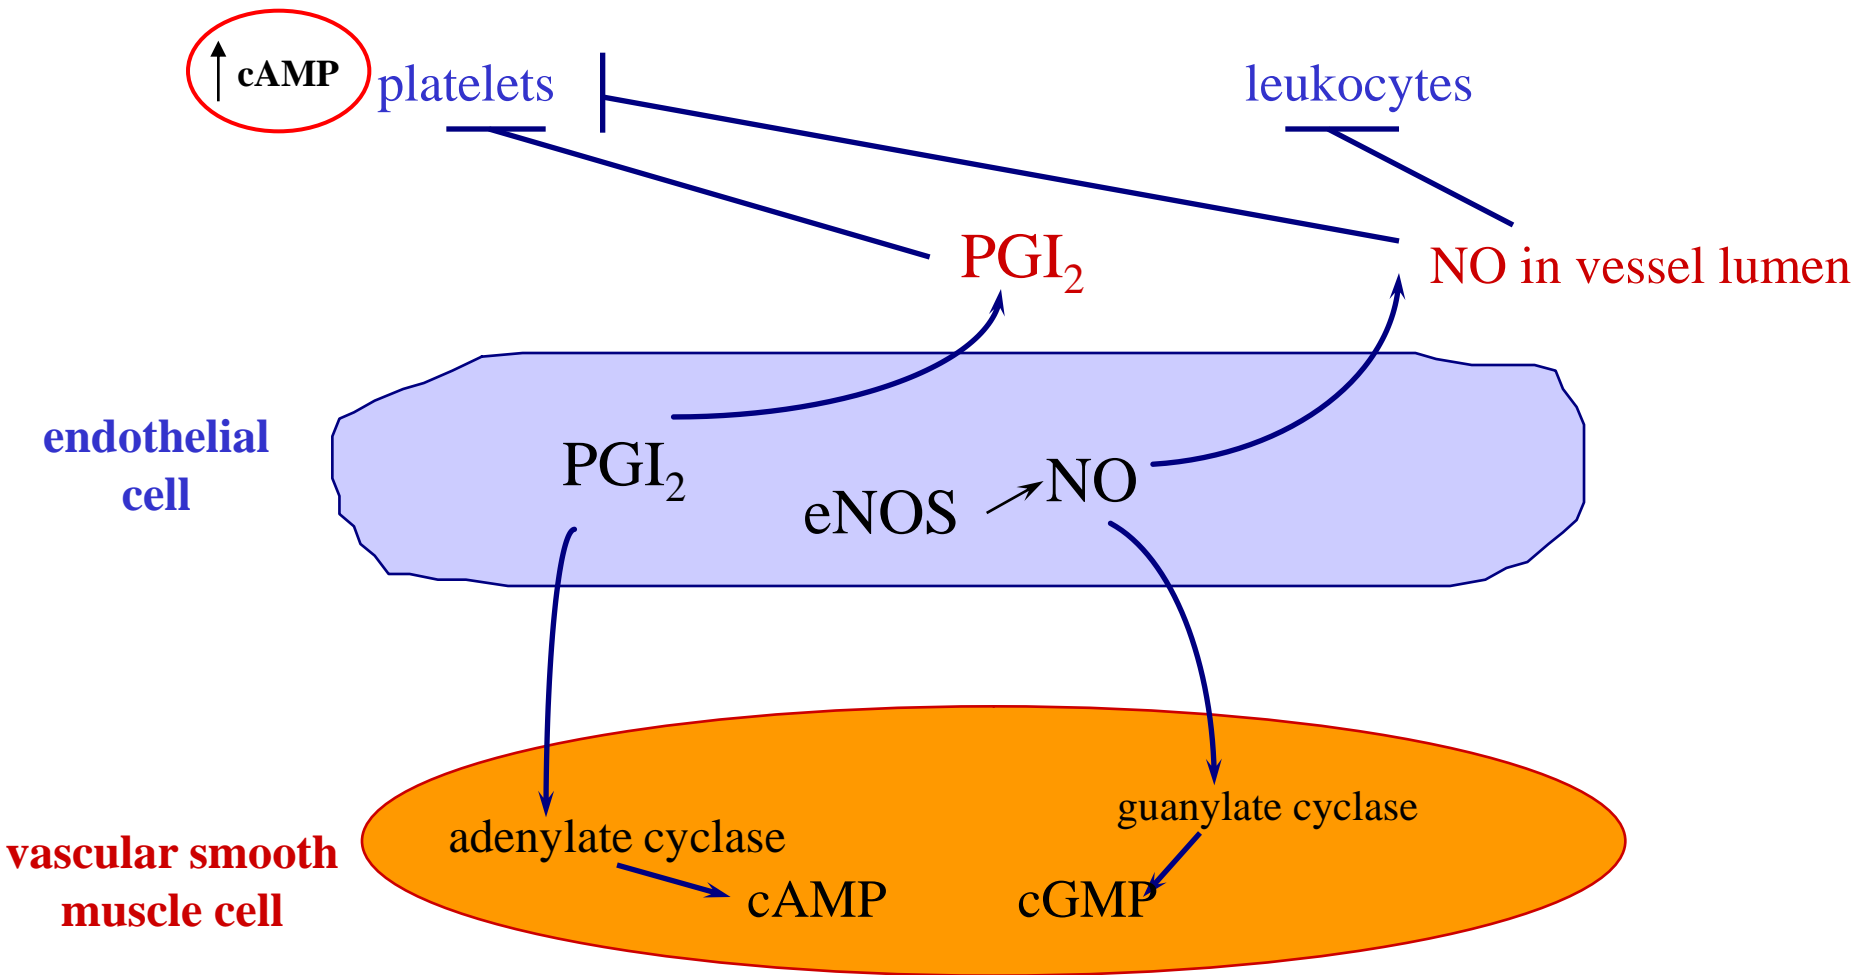 cAMP platelets leukocytes
PGI₂ NO in vessel lumen
endothelial
cell
PGI₂
eNOS NO
guanylate cyclase
adenylate cyclase
cAMP cGMP
vascular smooth
muscle cell